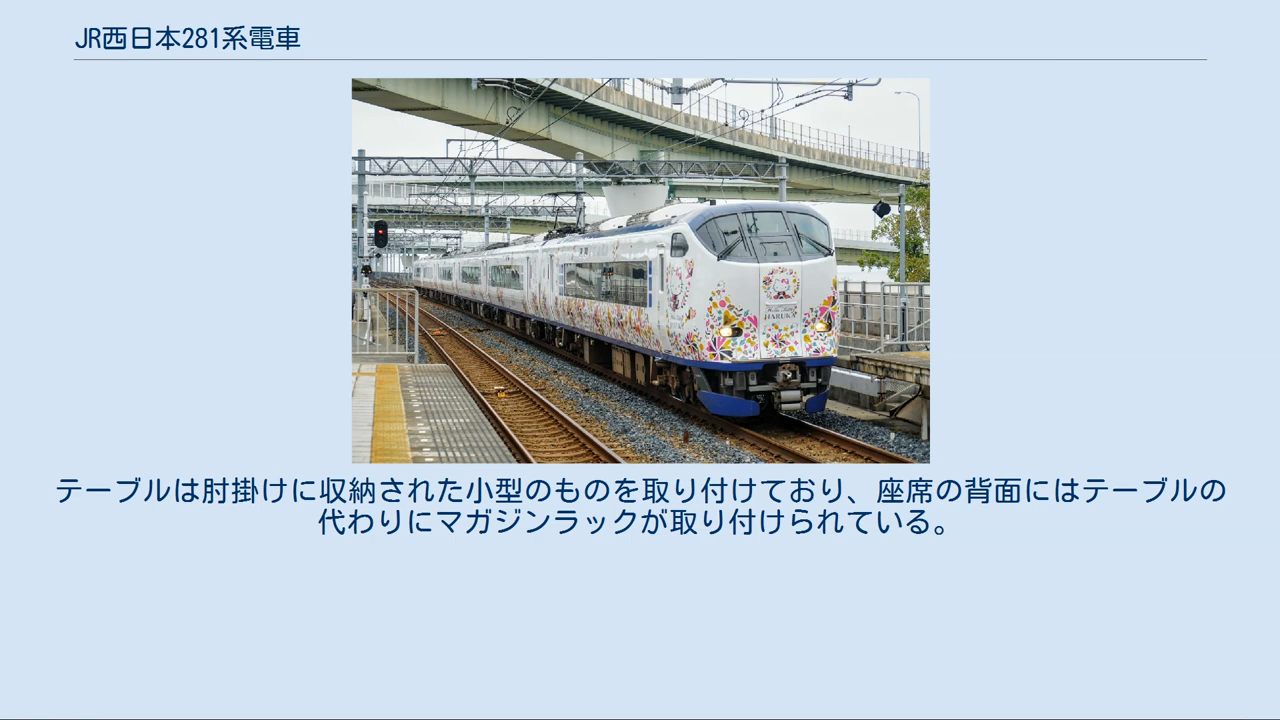 JR西日本281系電車
Hello Kitty
HARUKA
テーブルは肘掛けに収納された小型のものを取り付けており、座席の背面にはテーブルの
代わりにマガジンラックが取り付けられている。